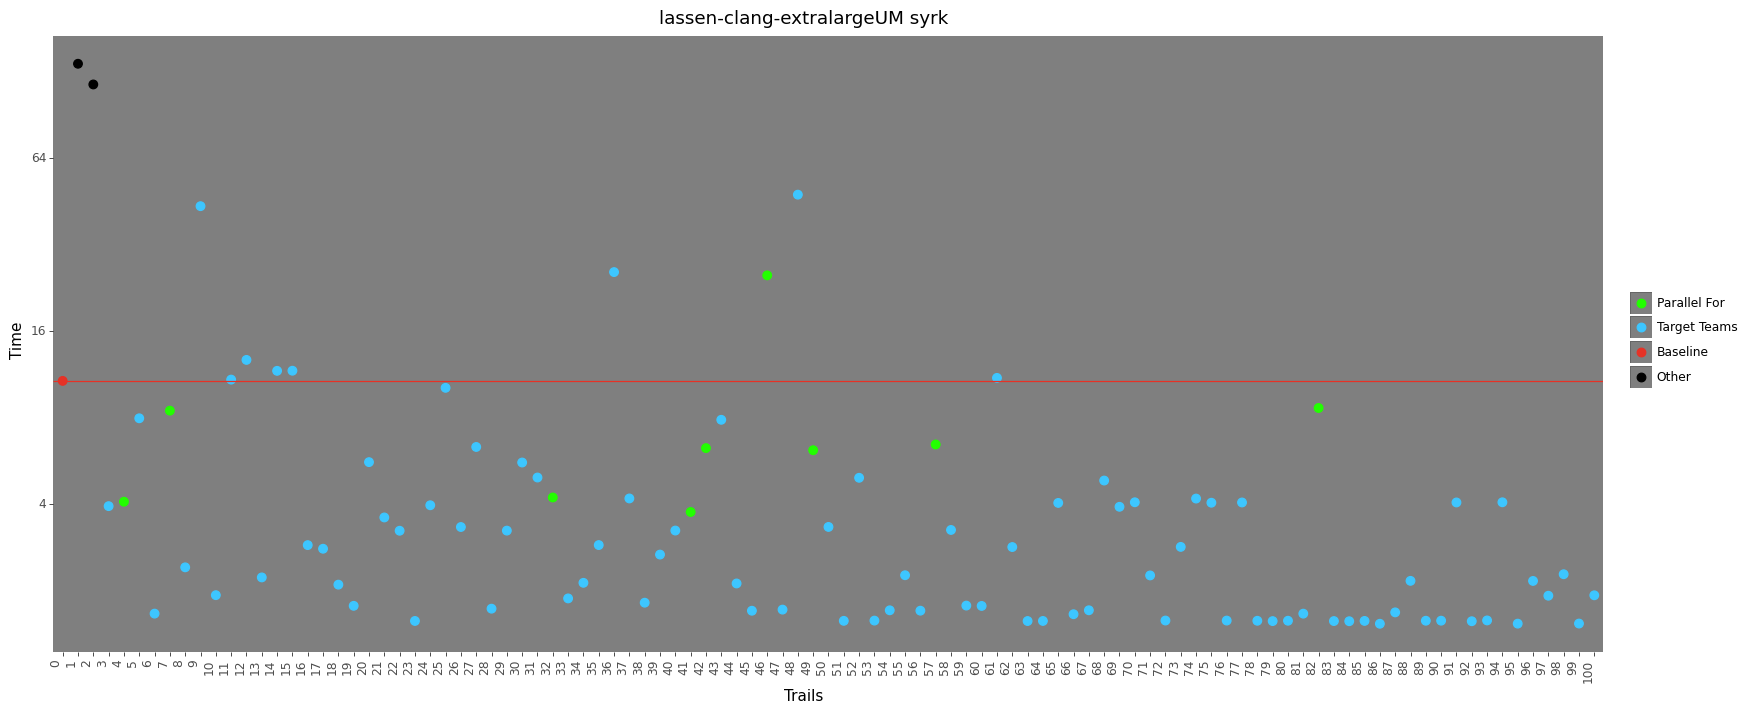 lassen-clang-extralargeUM syrk
Time
64
16
4
0 1 2 3 4 5 6 7 8 9 10 11 12 13 14 15 16 17 18 19 20 21 22 23 24 25 26 27 28 29 30 31 32 33 34 35 36 37 38 39 40 41 42 43 44 45 46 47 48 49 50 51 52 53 54 55 56 57 58 59 60 61 62 63 64 65 66 67 68 69 70 71 72 73 74 75 76 77 78 79 80 81 82 83 84 85 86 87 88 89 90 91 92 93 94 95 96 97 98 99 100
Trails
Parallel For
Target Teams
Baseline
Other